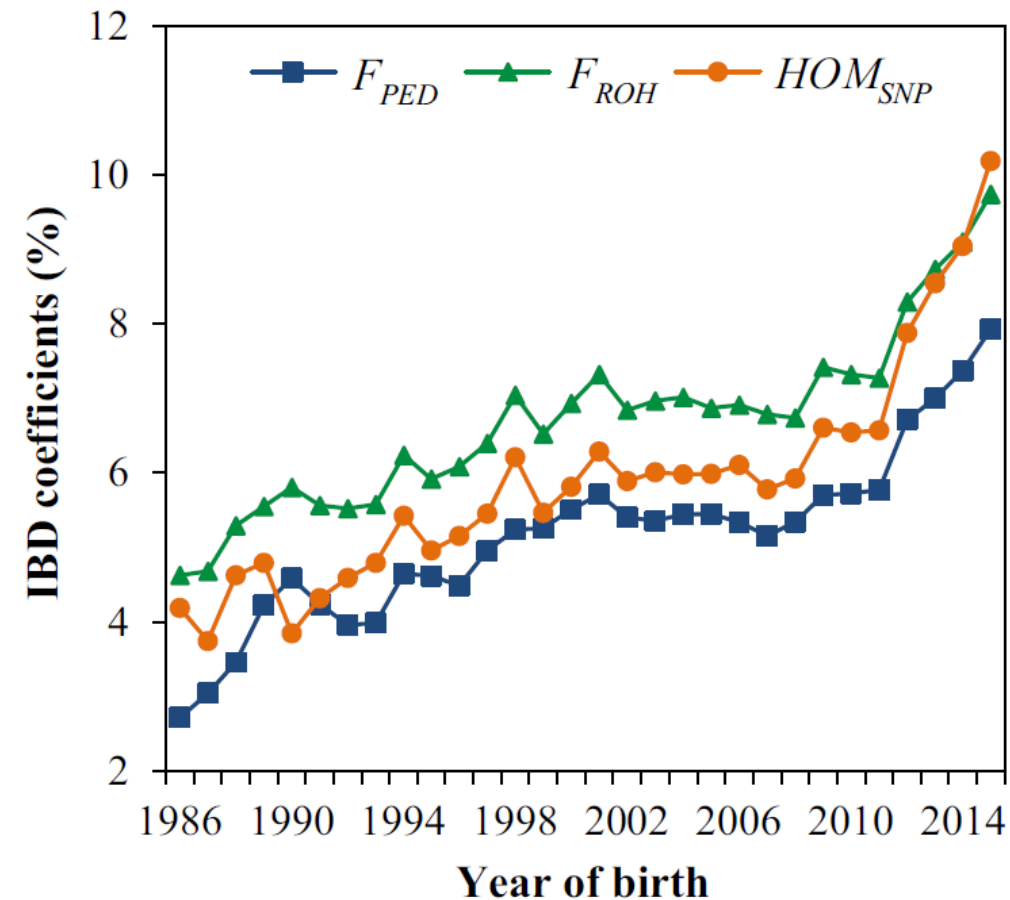 12
F_PED F_ROH HOM_SNP
10
8
6
4
2
IBD coefficients (%)
1986 1990 1994 1998 2002 2006 2010 2014
Year of birth